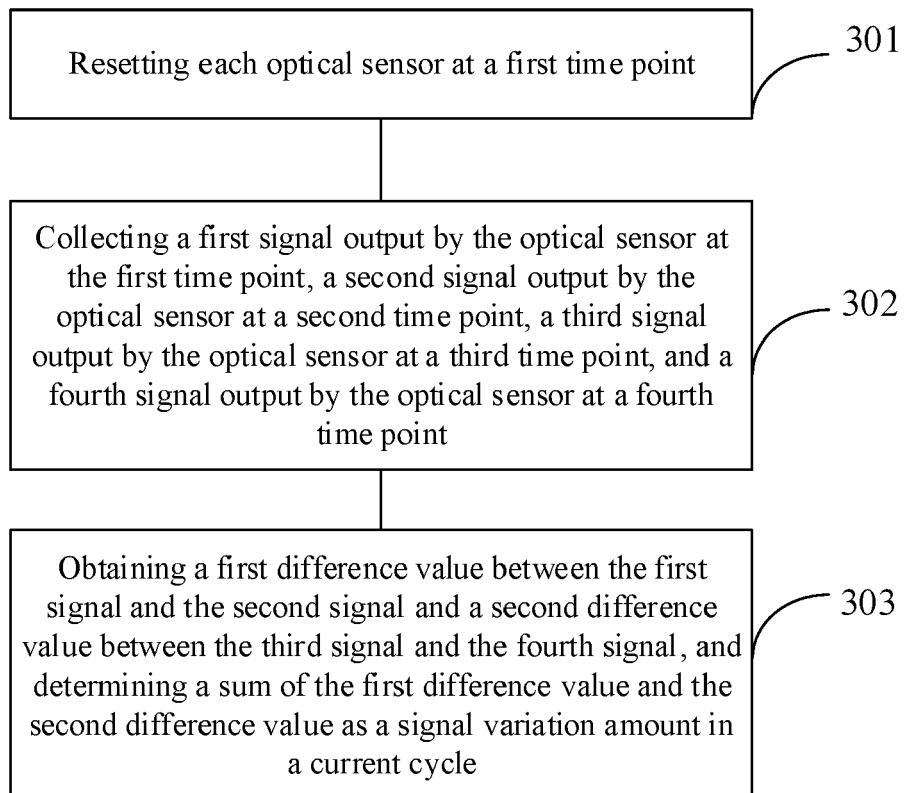 Resetting each optical sensor at a first time point
301
Collecting a first signal output by the optical sensor at
the first time point, a second signal output by the
optical sensor at a second time point, a third signal
output by the optical sensor at a third time point, and a
fourth signal output by the optical sensor at a fourth
time point
302
Obtaining a first difference value between the first
signal and the second signal and a second difference
value between the third signal and the fourth signal, and
determining a sum of the first difference value and the
second difference value as a signal variation amount in
a current cycle
303